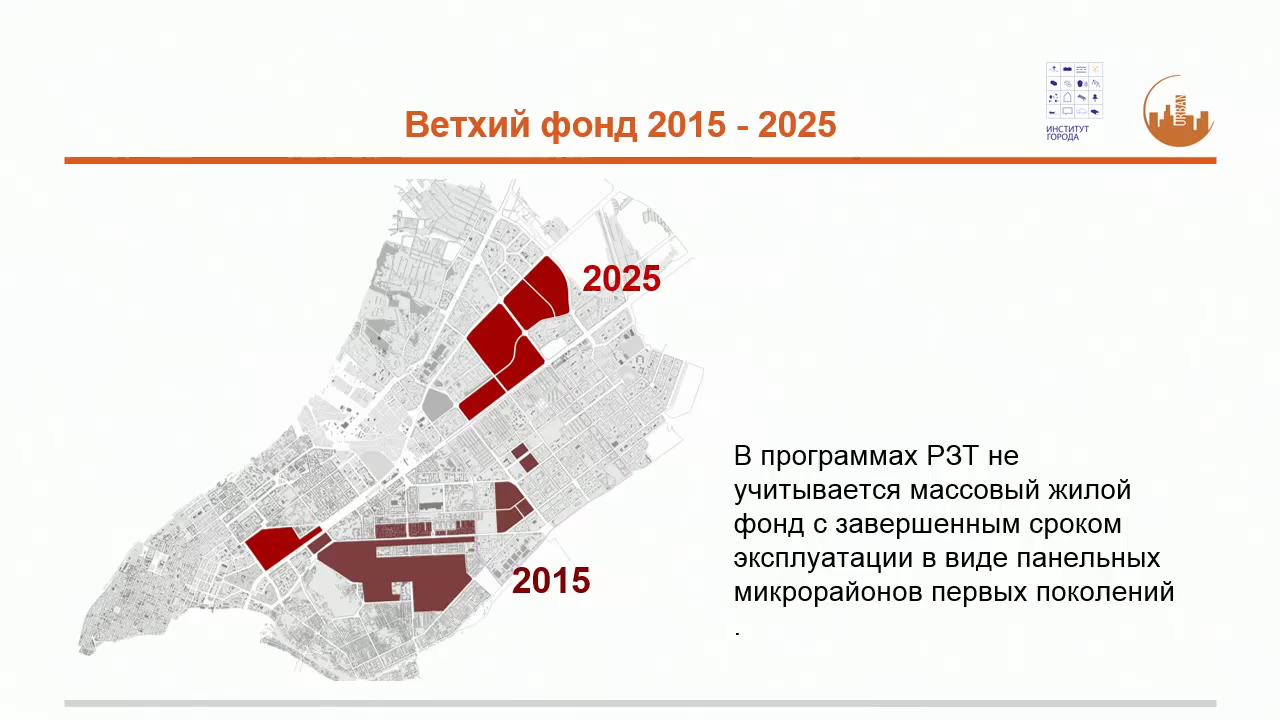 Ветхий фонд 2015 - 2025
ИНСТИТУТ
ГОРОДА
URBAN
2025
2015
В программах РЗТ не
учитывается массовый жилой
фонд с завершенным сроком
эксплуатации в виде панельных
микрорайонов первых поколений
.